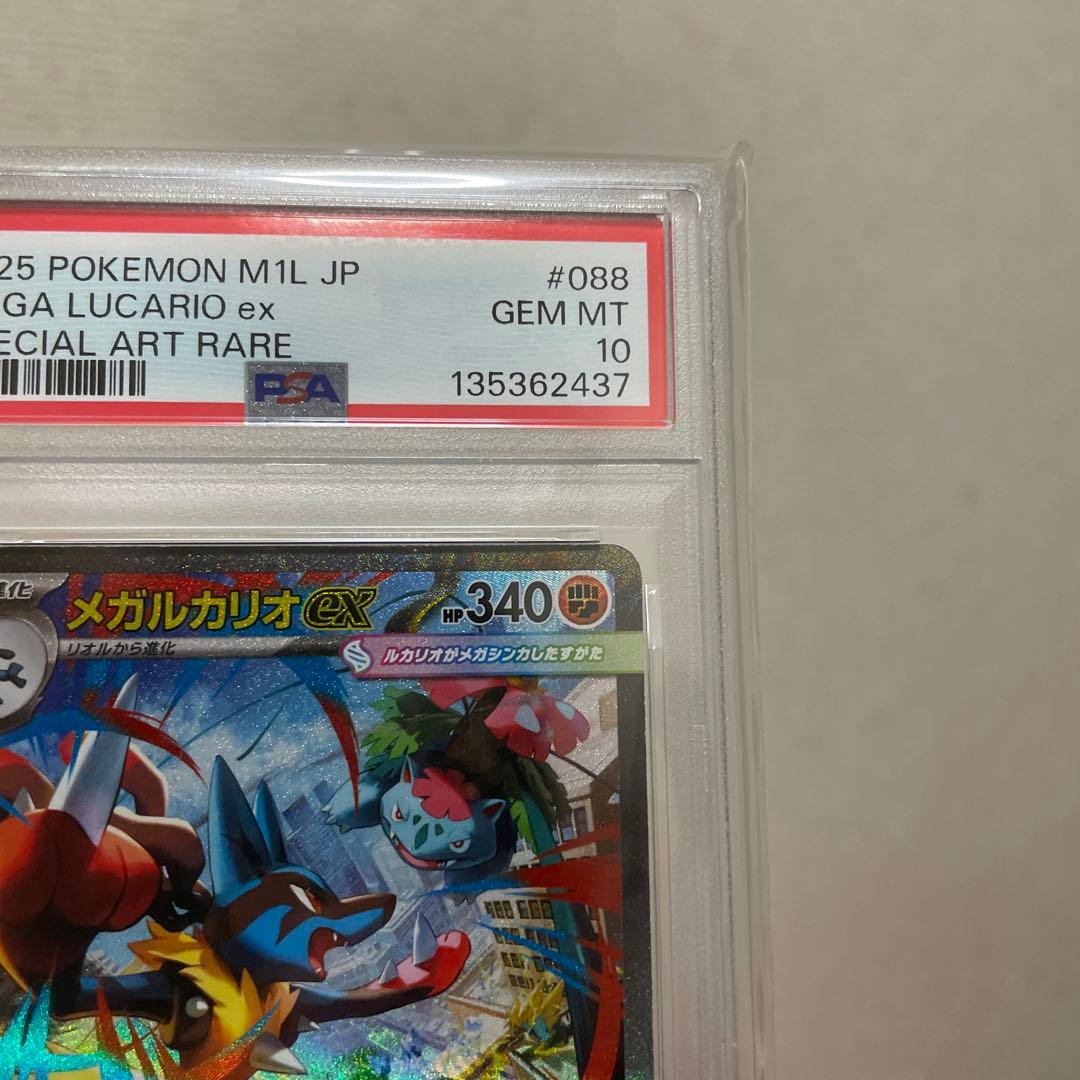 25 POKEMON M1L JP #088
GA LUCARIO ex GEM MT
ECIAL ART RARE 10
PSA 135362437
進化 メガルカリオex HP340
リオルから進化
ルカリオがメガシンカしたすがた